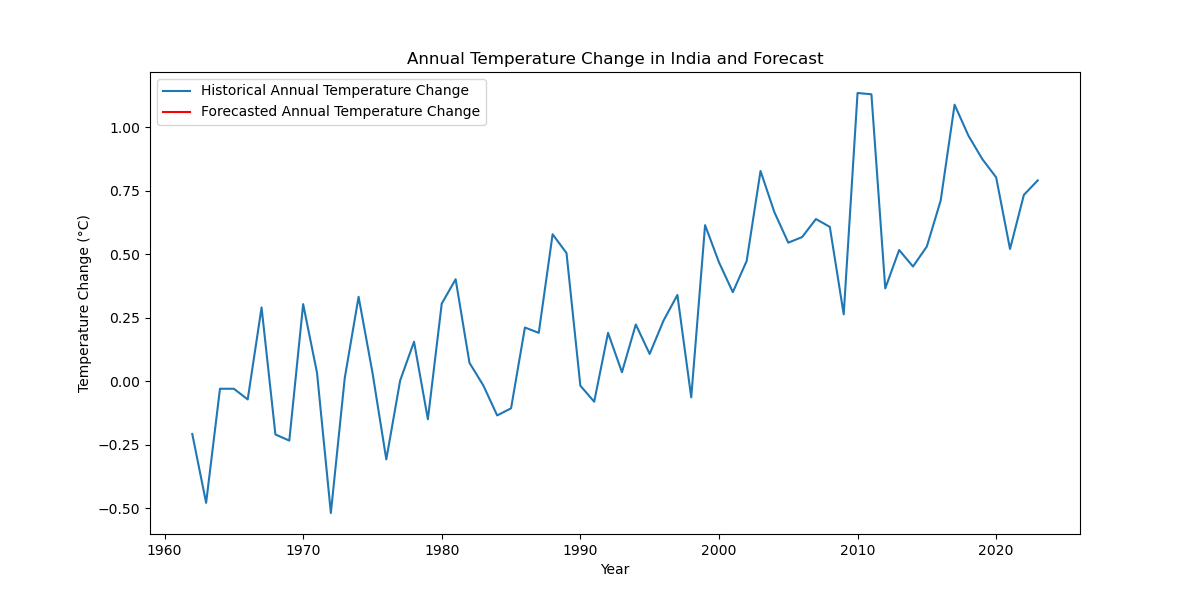 Annual Temperature Change in India and Forecast
Historical Annual Temperature Change
Forecasted Annual Temperature Change
Temperature Change (°C)
1.00
0.75
0.50
0.25
0.00
−0.25
−0.50
1960 1970 1980 1990 2000 2010 2020
Year